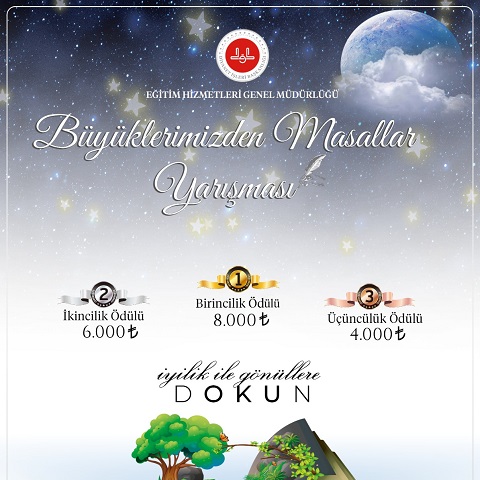 EĞİTİM HİZMETLERİ GENEL MÜDÜRLÜĞÜ
Büyüklerimizden Masallar
Yarışması
2
İkincilik Ödülü
6.000 ₺
1
Birincilik Ödülü
8.000 ₺
3
Üçüncülük Ödülü
4.000 ₺
iyilik ile gönüllere
DOKUN